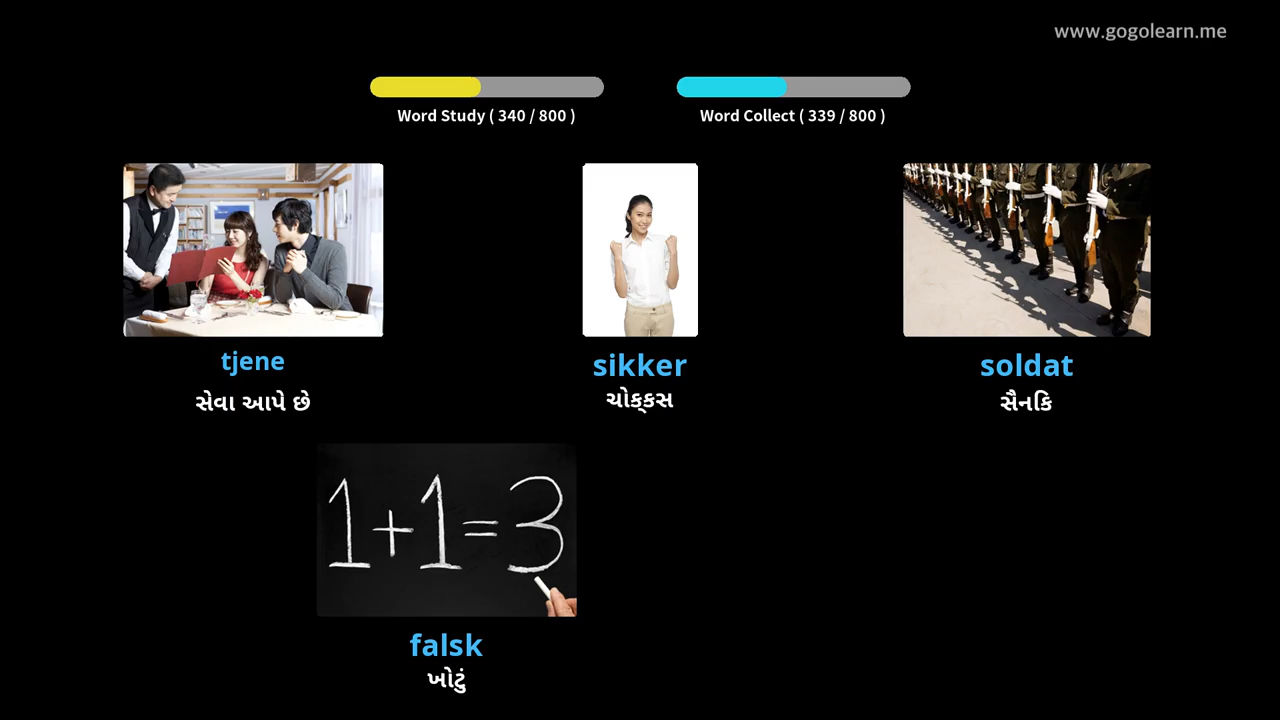 www.gogolearn.me
Word Study ( 340 / 800 )
Word Collect ( 339 / 800 )
tjene
સેવા આપે છે
sikker
ચોક્કસ
soldat
સૈનિક
1+1=3
falsk
ખોટું